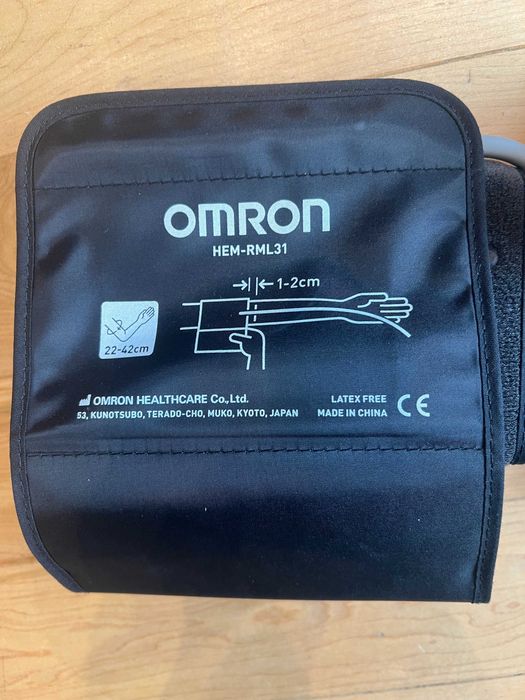 OMRON
HEM-RML31
1-2cm
22-42cm
OMRON HEALTHCARE Co., Ltd.
53, KUNOTSUBO, TERADO-CHO, MUKO, KYOTO, JAPAN
LATEX FREE
MADE IN CHINA
CE